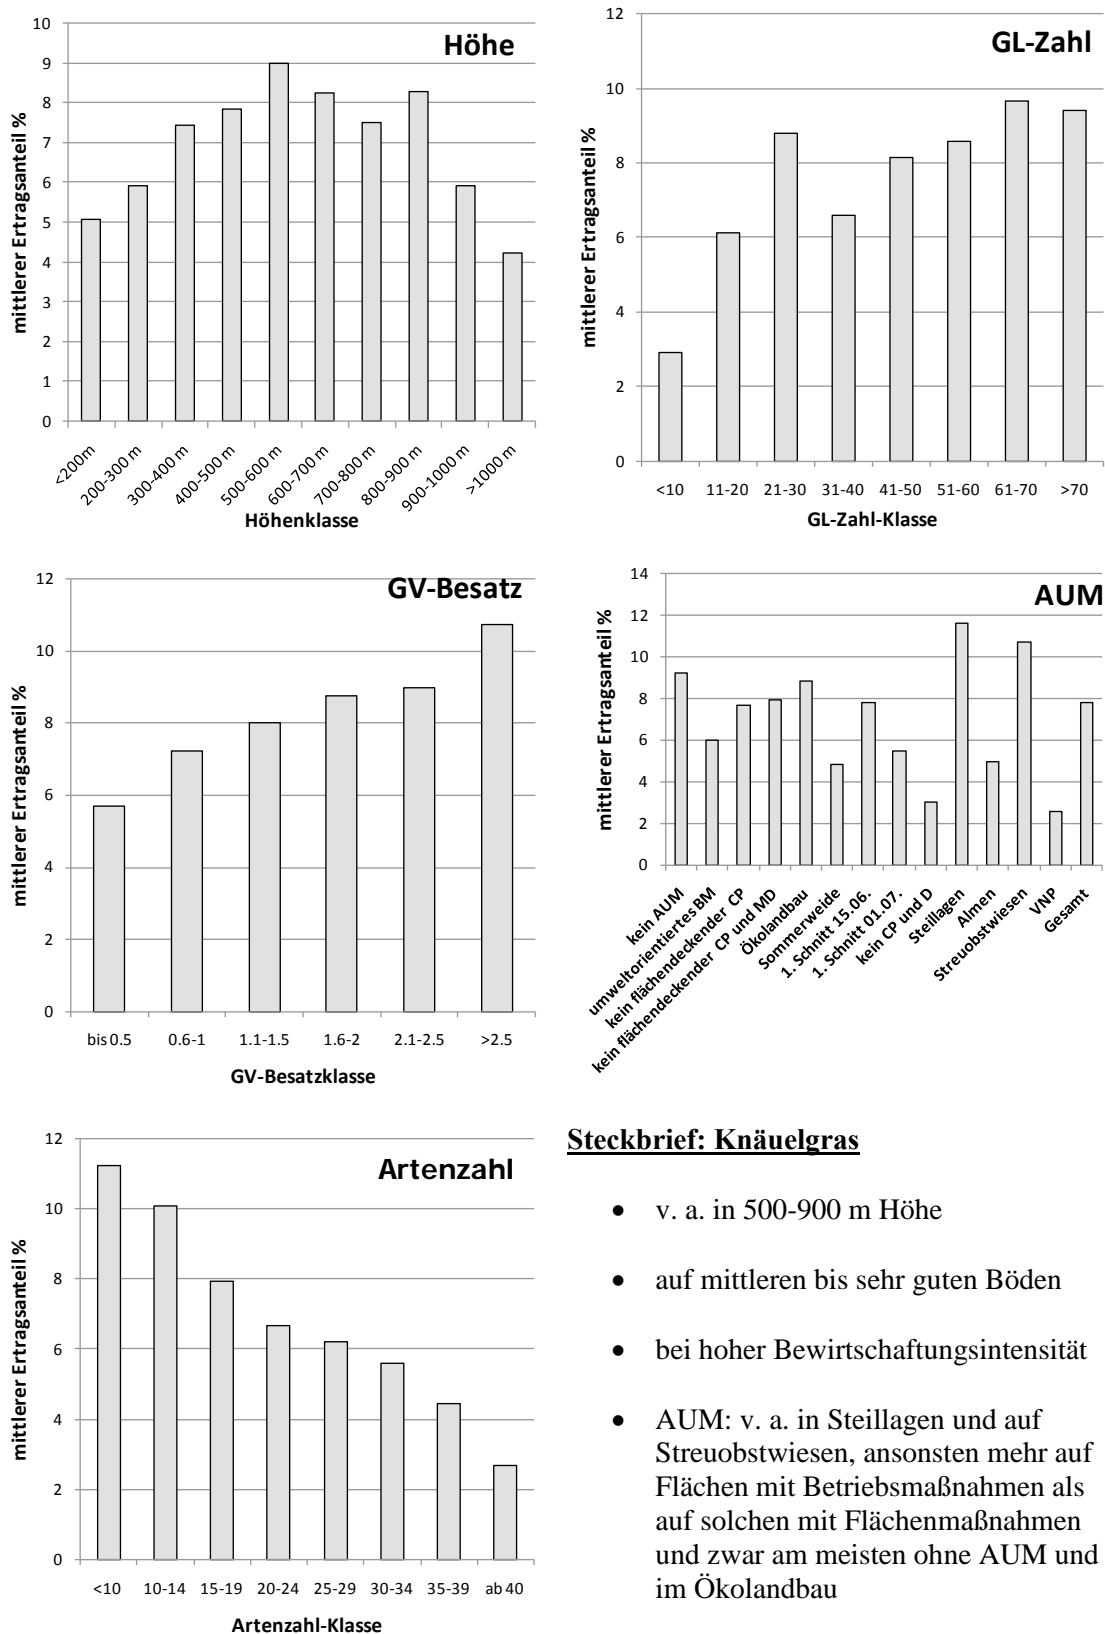 Höhe
mittlerer Ertragsanteil %
10
9
8
7
6
5
4
3
2
1
0
<200m
200-300 m
300-400 m
400-500 m
500-600 m
600-700 m
700-800 m
800-900 m
900-1000 m
>1000 m
Höhenklasse
GL-Zahl
mittlerer Ertragsanteil %
12
10
8
6
4
2
0
<10 11-20 21-30 31-40 41-50 51-60 61-70 >70
GL-Zahl-Klasse
GV-Besatz
mittlerer Ertragsanteil %
12
10
8
6
4
2
0
bis 0.5 0.6-1 1.1-1.5 1.6-2 2.1-2.5 >2.5
GV-Besatzklasse
AUM
mittlerer Ertragsanteil %
14
12
10
8
6
4
2
0
kein AUM
umweltorientiertes BM
kein flächendeckender CP
kein flächendeckender CP und MD
Ökolandbau
Sommerweide
1. Schnitt 15.06.
1. Schnitt 01.07.
kein CP und D
Steillagen
Almen
Streuobstwiesen
VNP
Gesamt
Artenzahl
mittlerer Ertragsanteil %
12
10
8
6
4
2
0
<10 10-14 15-19 20-24 25-29 30-34 35-39 ab 40
Artenzahl-Klasse
Steckbrief: Knäuelgras
• v. a. in 500-900 m Höhe
• auf mittleren bis sehr guten Böden
• bei hoher Bewirtschaftungsintensität
• AUM: v. a. in Steillagen und auf
Streuobstwiesen, ansonsten mehr auf
Flächen mit Betriebsmaßnahmen als
auf solchen mit Flächenmaßnahmen
und zwar am meisten ohne AUM und
im Ökolandbau